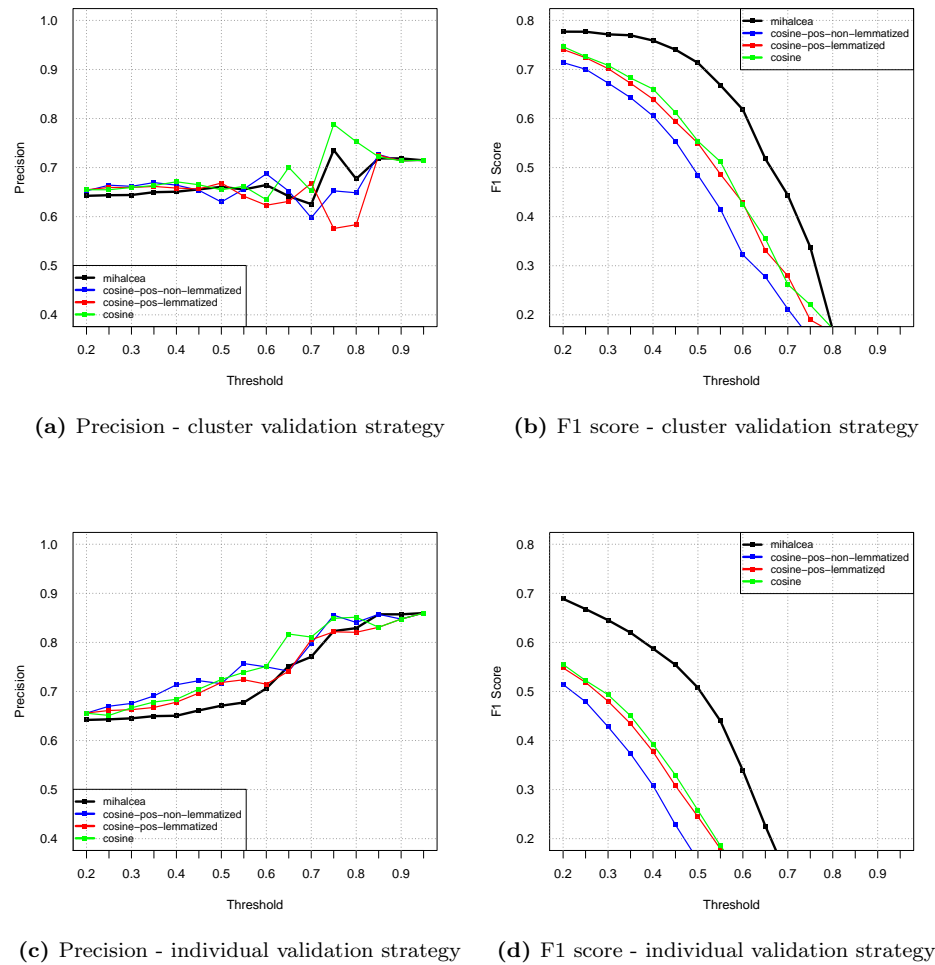 1.0
0.9
0.8
0.7
0.6
0.5
0.4
Precision
mihalcea
cosine−pos−non−lemmatized
cosine−pos−lemmatized
cosine
0.2 0.3 0.4 0.5 0.6 0.7 0.8 0.9
Threshold
(a) Precision - cluster validation strategy
0.8
0.7
0.6
0.5
0.4
0.3
0.2
F1 Score
mihalcea
cosine−pos−non−lemmatized
cosine−pos−lemmatized
cosine
0.2 0.3 0.4 0.5 0.6 0.7 0.8 0.9
Threshold
(b) F1 score - cluster validation strategy
1.0
0.9
0.8
0.7
0.6
0.5
0.4
Precision
mihalcea
cosine−pos−non−lemmatized
cosine−pos−lemmatized
cosine
0.2 0.3 0.4 0.5 0.6 0.7 0.8 0.9
Threshold
(c) Precision - individual validation strategy
0.8
0.7
0.6
0.5
0.4
0.3
0.2
F1 Score
mihalcea
cosine−pos−non−lemmatized
cosine−pos−lemmatized
cosine
0.2 0.3 0.4 0.5 0.6 0.7 0.8 0.9
Threshold
(d) F1 score - individual validation strategy